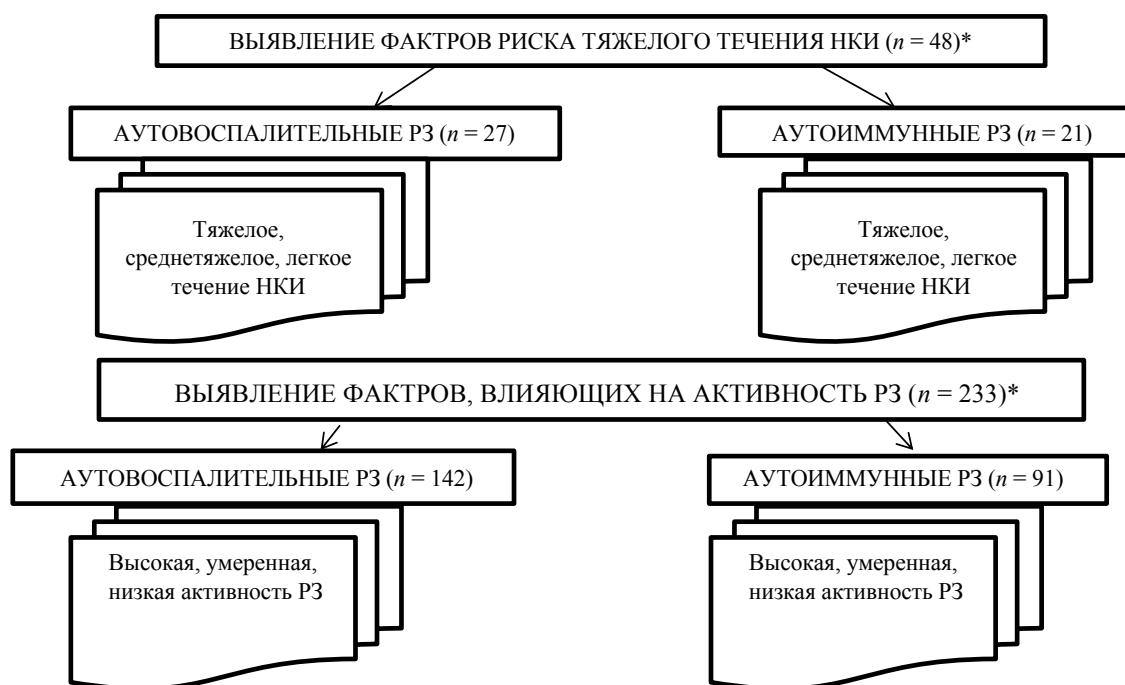 ВЫЯВЛЕНИЕ ФАКТРОВ РИСКА ТЯЖЕЛОГО ТЕЧЕНИЯ НКИ (n = 48)*
АУТОВОСПАЛИТЕЛЬНЫЕ РЗ (n = 27)
АУТОИММУННЫЕ РЗ (n = 21)
Тяжелое,
среднетяжелое, легкое
течение НКИ
Тяжелое,
среднетяжелое, легкое
течение НКИ
ВЫЯВЛЕНИЕ ФАКТРОВ, ВЛИЯЮЩИХ НА АКТИВНОСТЬ РЗ (n = 233)*
АУТОВОСПАЛИТЕЛЬНЫЕ РЗ (n = 142)
АУТОИММУННЫЕ РЗ (n = 91)
Высокая, умеренная,
низкая активность РЗ
Высокая, умеренная,
низкая активность РЗ